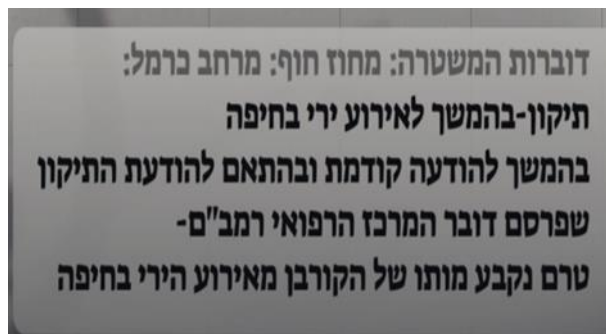 דוברות המשטרה: מחוז חוף: מרחב כרמל:
תיקון-בהמשך לאירוע ירי בחיפה
בהמשך להודעה קודמת ובהתאם להודעת התיקון
שפרסם דובר המרכז הרפואי רמב"ם-
טרם נקבע מותו של הקורבן מאירוע הירי בחיפה